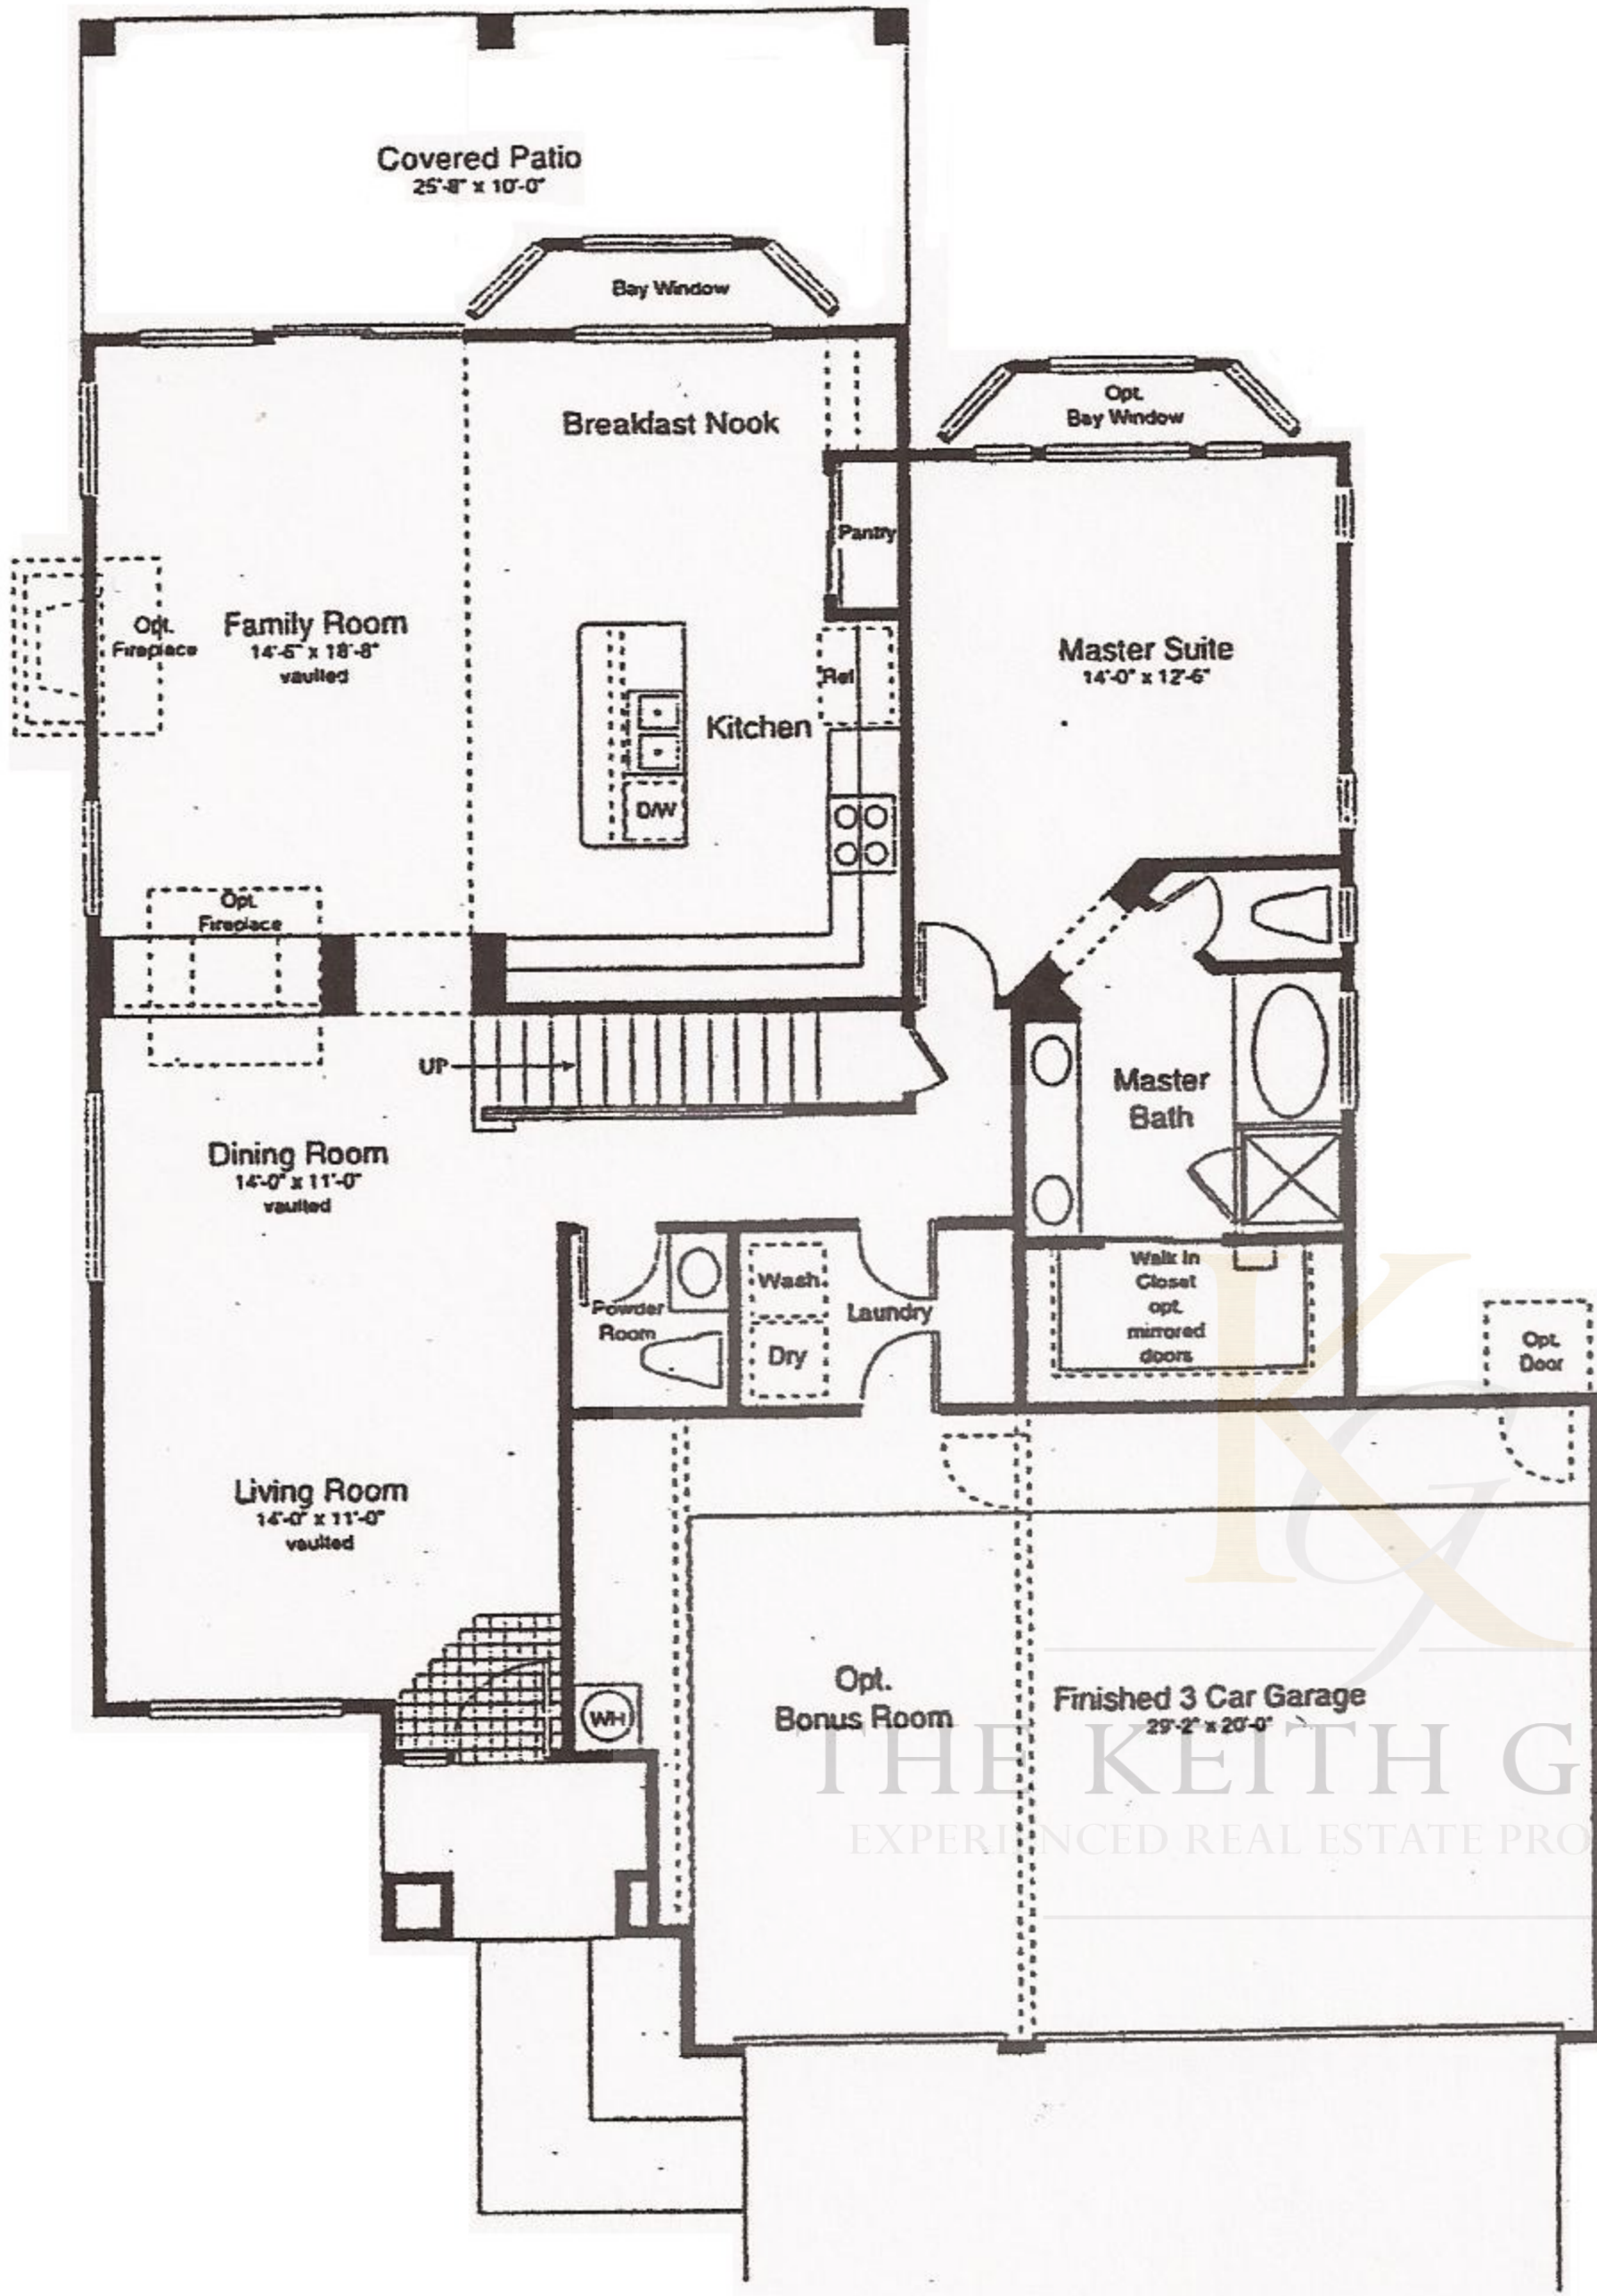 Covered Patio
25'-8" x 10'-0"
Bay Window
Breakfast Nook
Opt.
Bay Window
Pantry
Opt.
Fireplace
Family Room
14'-6" x 18'-8"
vaulted
Ref
Master Suite
14'-0" x 12'-6"
Kitchen
D/W
Opt.
Fireplace
UP
Master
Bath
Dining Room
14'-0" x 11'-0"
vaulted
Wash
Powder
Room
Laundry
Dry
Walk In
Closet
opt.
mirrored
doors
Opt.
Door
Living Room
14'-0" x 11'-0"
vaulted
WH
Opt.
Bonus Room
Finished 3 Car Garage
29'-2" x 20'-0"
KG
THE KEITH G
EXPERIENCED REAL ESTATE PRO